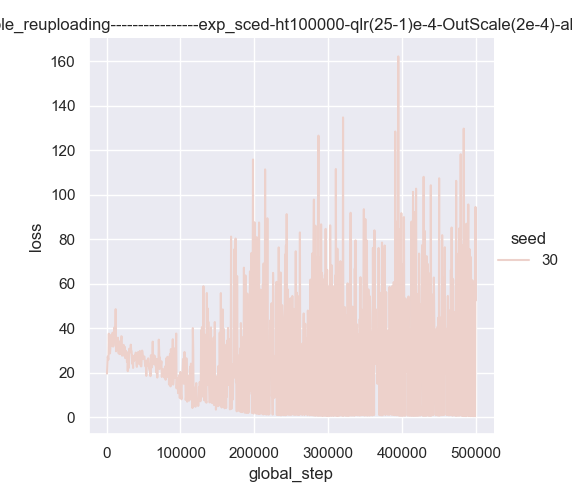 ole_reuploading----------------exp_sced-ht100000-qlr(25-1)e-4-OutScale(2e-4)-al
160
140
120
100
80
60
40
20
0
loss
seed
30
0 100000 200000 300000 400000 500000
global_step